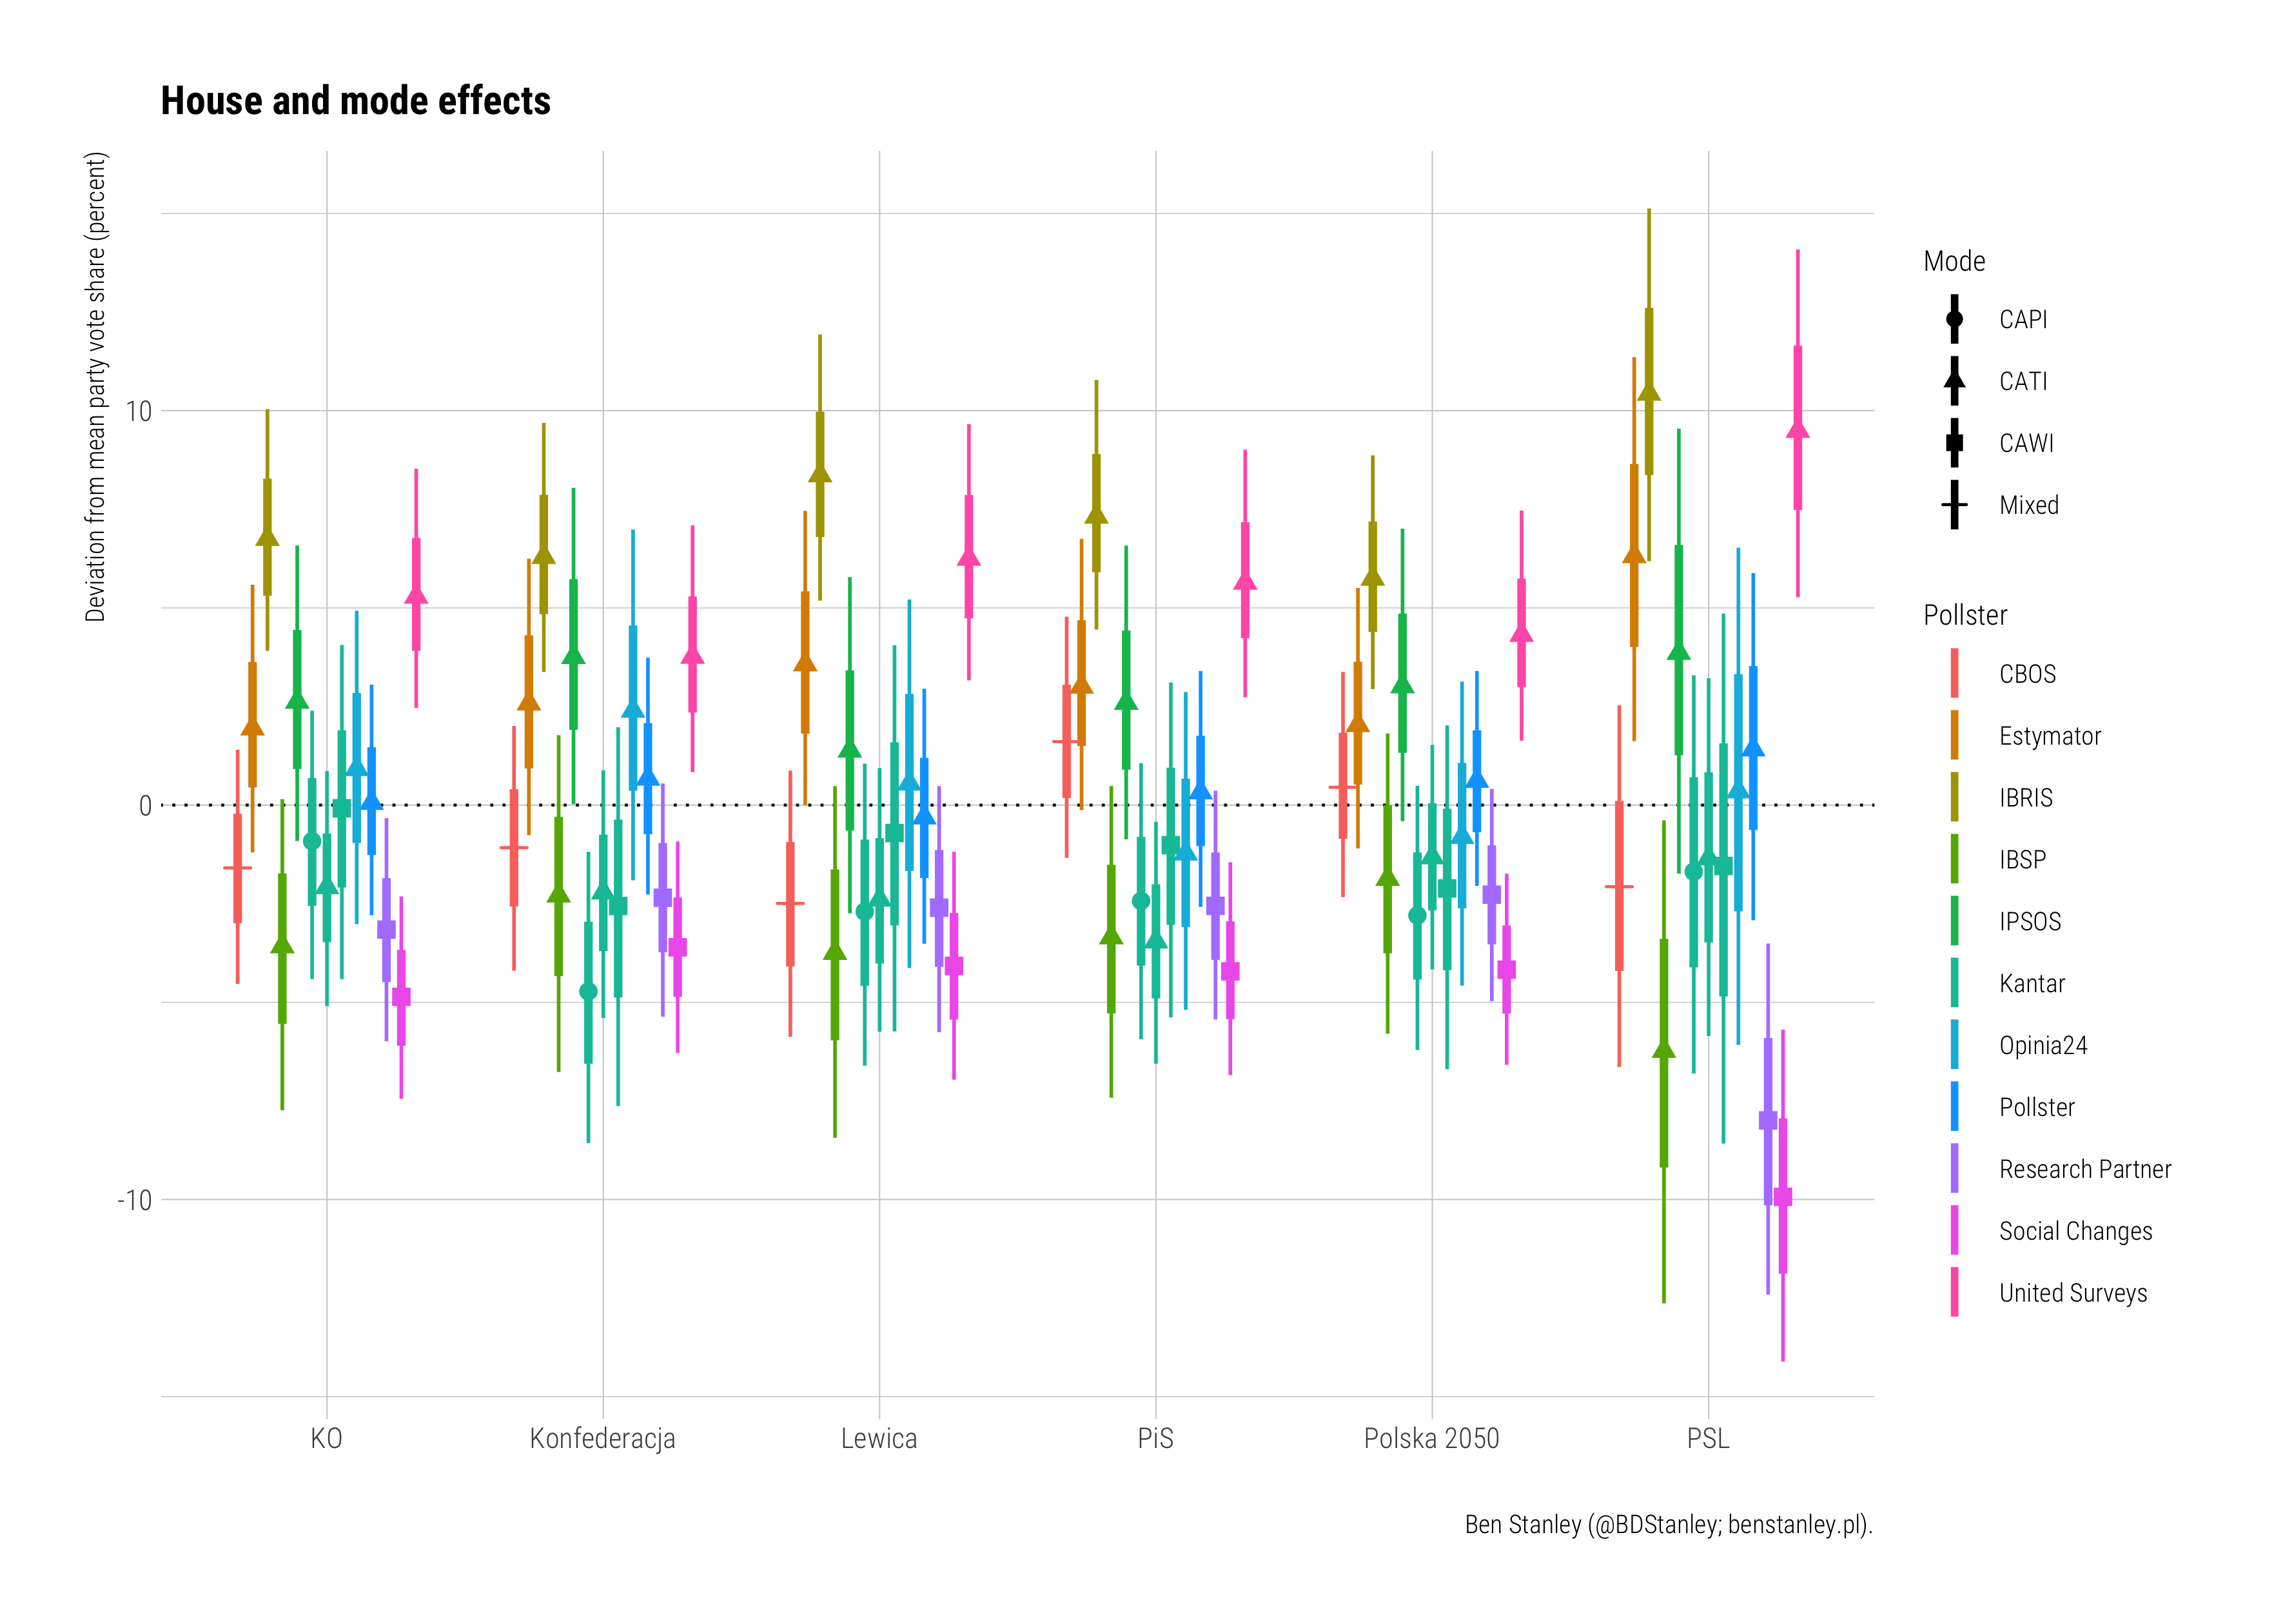 House and mode effects
Deviation from mean party vote share (percent)
10
0
-10
KO
Konfederacja
Lewica
PiS
Polska 2050
PSL
Mode
CAPI
CATI
CAWI
Mixed
Pollster
CBOS
Estymator
IBRIS
IBSP
IPSOS
Kantar
Opinia24
Pollster
Research Partner
Social Changes
United Surveys
Ben Stanley (@BDStanley; benstanley.pl).